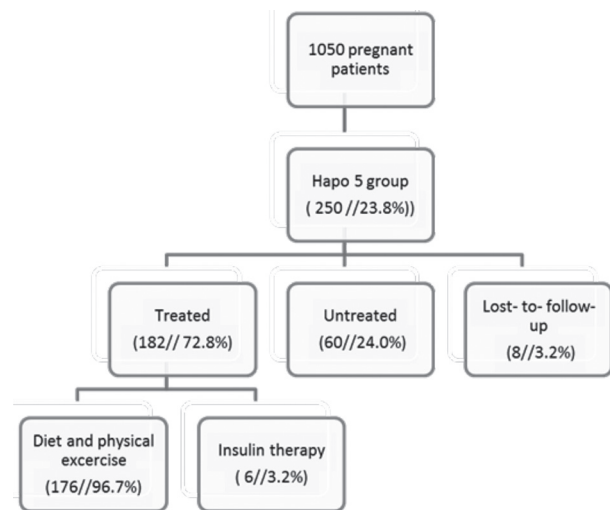 1050 pregnant
patients
Hapo 5 group
( 250 //23.8%))
Treated
(182// 72.8%)
Untreated
(60//24.0%)
Lost- to- follow-
up
(8//3.2%)
Diet and physical
excercise
(176//96.7%)
Insulin therapy
( 6//3.2%)